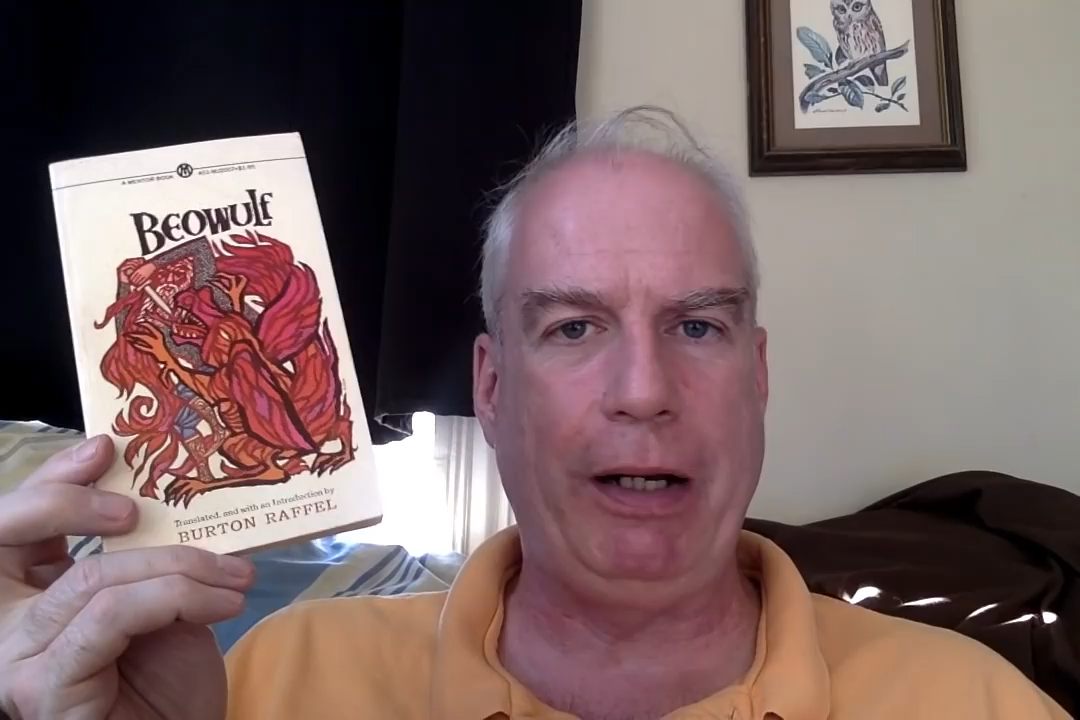 A MENTOR BOOK
BEOWULF
Translated, and with an Introduction by
BURTON RAFFEL